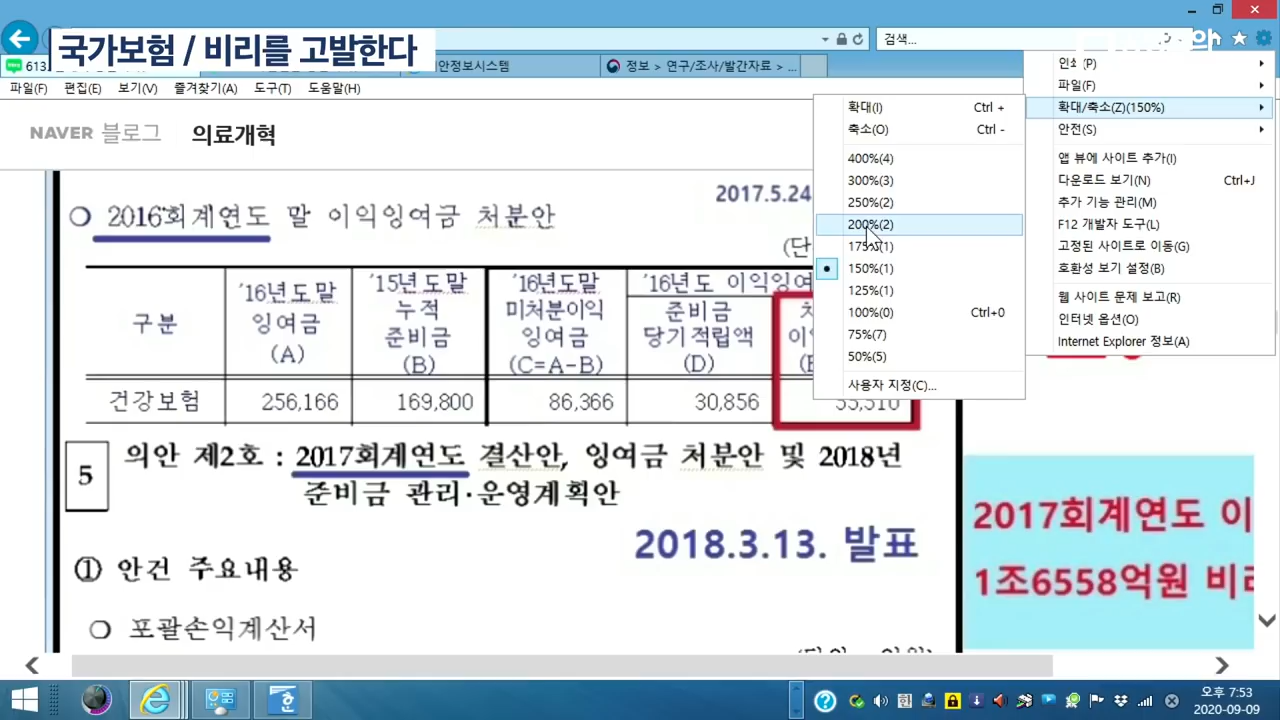 국가보험 / 비리를 고발한다
검색...
613
안정보시스템
정보 > 연구/조사/발간자료 > ...
파일(F) 편집(E) 보기(V) 즐겨찾기(A) 도구(T) 도움말(H)
NAVER 블로그 의료개혁
인쇄 (P)
파일(F)
확대/축소(Z)(150%)
안전(S)
앱 뷰에 사이트 추가(I)
다운로드 보기(N) Ctrl+J
추가 기능 관리(M)
F12 개발자 도구(L)
고정된 사이트로 이동(G)
호환성 보기 설정(B)
웹 사이트 문제 보고(R)
인터넷 옵션(O)
Internet Explorer 정보(A)
확대(I) Ctrl +
축소(O) Ctrl -
400%(4)
300%(3)
250%(2)
200%(2)
175%(1)
150%(1)
125%(1)
100%(0) Ctrl+0
75%(7)
50%(5)
사용자 지정(C)...
2017.5.24
○ 2016회계연도 말 이익잉여금 처분안
(단
구분
'16년도말 잉여금 (A)
'15년도말 누적 준비금 (B)
'16년도말 미처분이익 잉여금 (C=A-B)
'16년도 이익잉여
준비금 당기적립액 (D)
건강보험 256,166 169,800 86,366 30,856
5 의안 제2호 : 2017회계연도 결산안, 잉여금 처분안 및 2018년
준비금 관리·운영계획안
2018.3.13. 발표
① 안건 주요내용
○ 포괄손익계산서
2017회계연도 이
1조6558억원 비
오후 7:53
2020-09-09